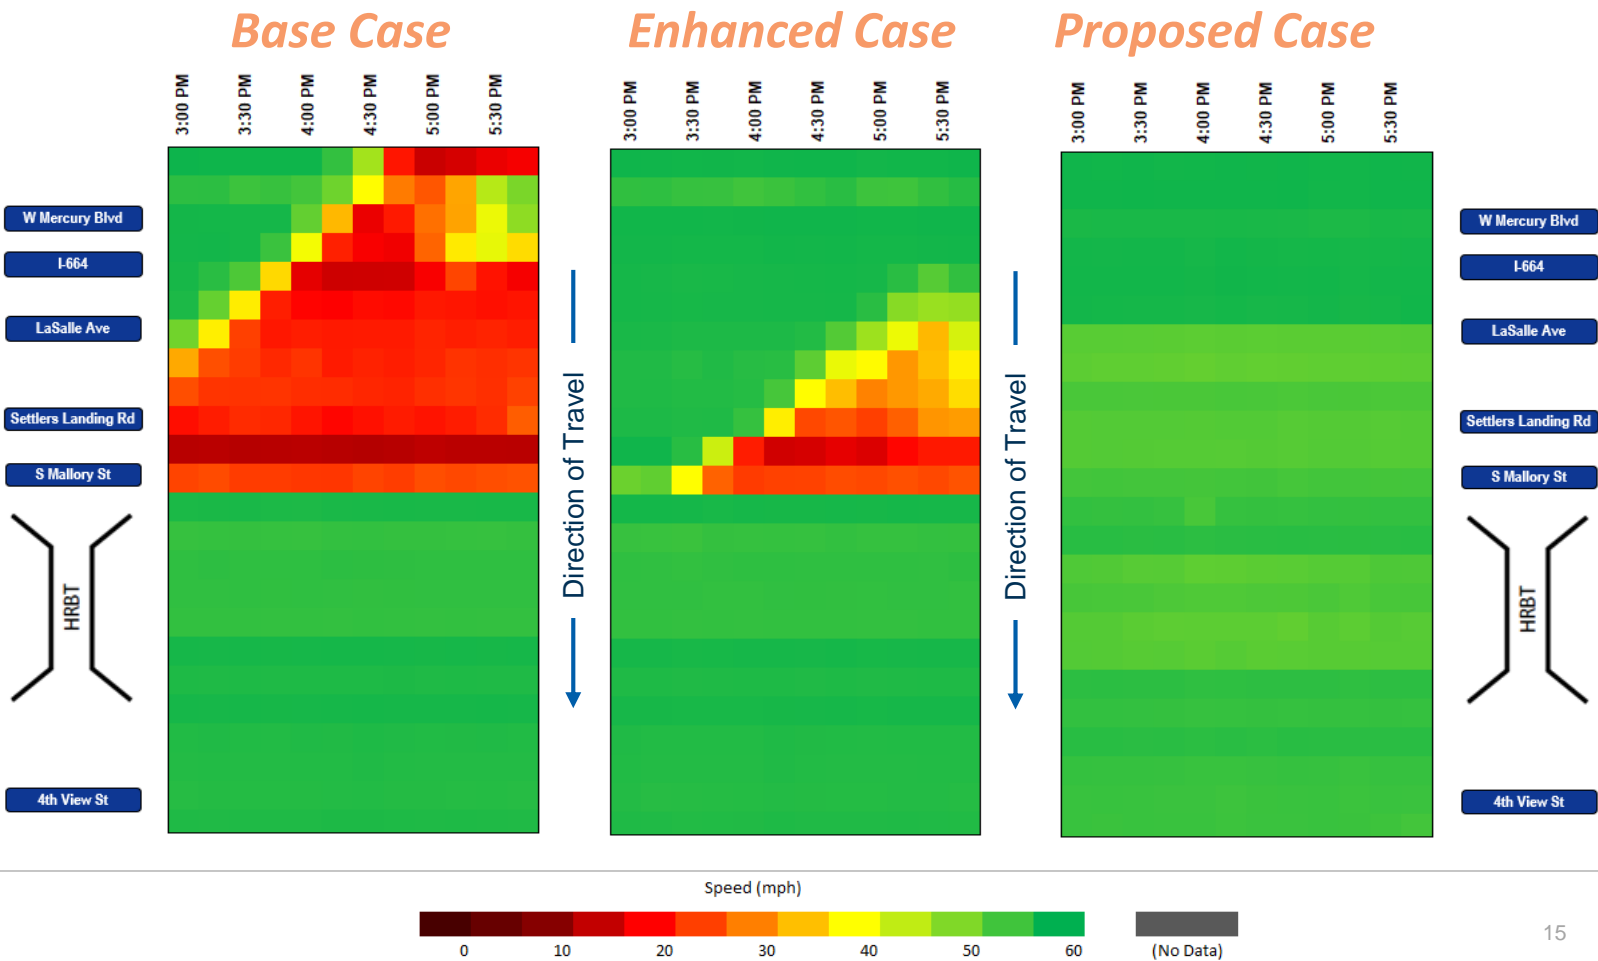 Base Case
Enhanced Case
Proposed Case
3:00 PM
3:30 PM
4:00 PM
4:30 PM
5:00 PM
5:30 PM
3:00 PM
3:30 PM
4:00 PM
4:30 PM
5:00 PM
5:30 PM
3:00 PM
3:30 PM
4:00 PM
4:30 PM
5:00 PM
5:30 PM
W Mercury Blvd
I-664
LaSalle Ave
Settlers Landing Rd
S Mallory St
HRBT
4th View St
Direction of Travel
Direction of Travel
W Mercury Blvd
I-664
LaSalle Ave
Settlers Landing Rd
S Mallory St
HRBT
4th View St
Speed (mph)
0 10 20 30 40 50 60
(No Data)
15